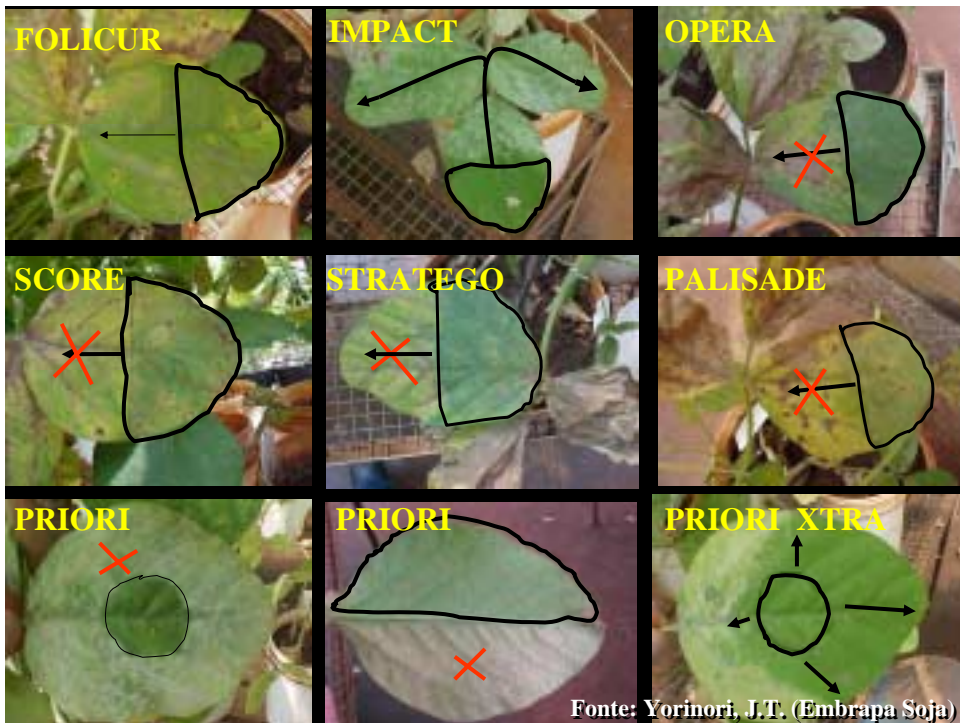 FOLICUR
IMPACT
OPERA
SCORE
STRATEGO
PALISADE
PRIORI
PRIORI
PRIORI XTRA
Fonte: Yorinori, J.T. (Embrapa Soja)